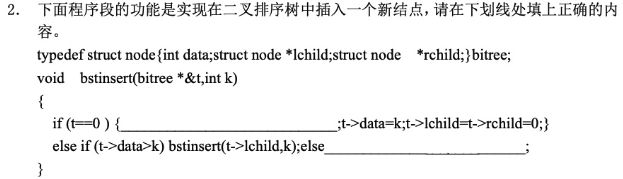 2. 下面程序段的功能是实现在二叉排序树中插入一个新结点，请在下划线处填上正确的内
容。
typedef struct node{int data;struct node *lchild;struct node *rchild;}bitree;
void bstinsert(bitree *&t,int k)
{
if (t==0 ) {____________________________;t->data=k;t->lchild=t->rchild=0;}
else if (t->data>k) bstinsert(t->lchild,k);else__________________________;
}